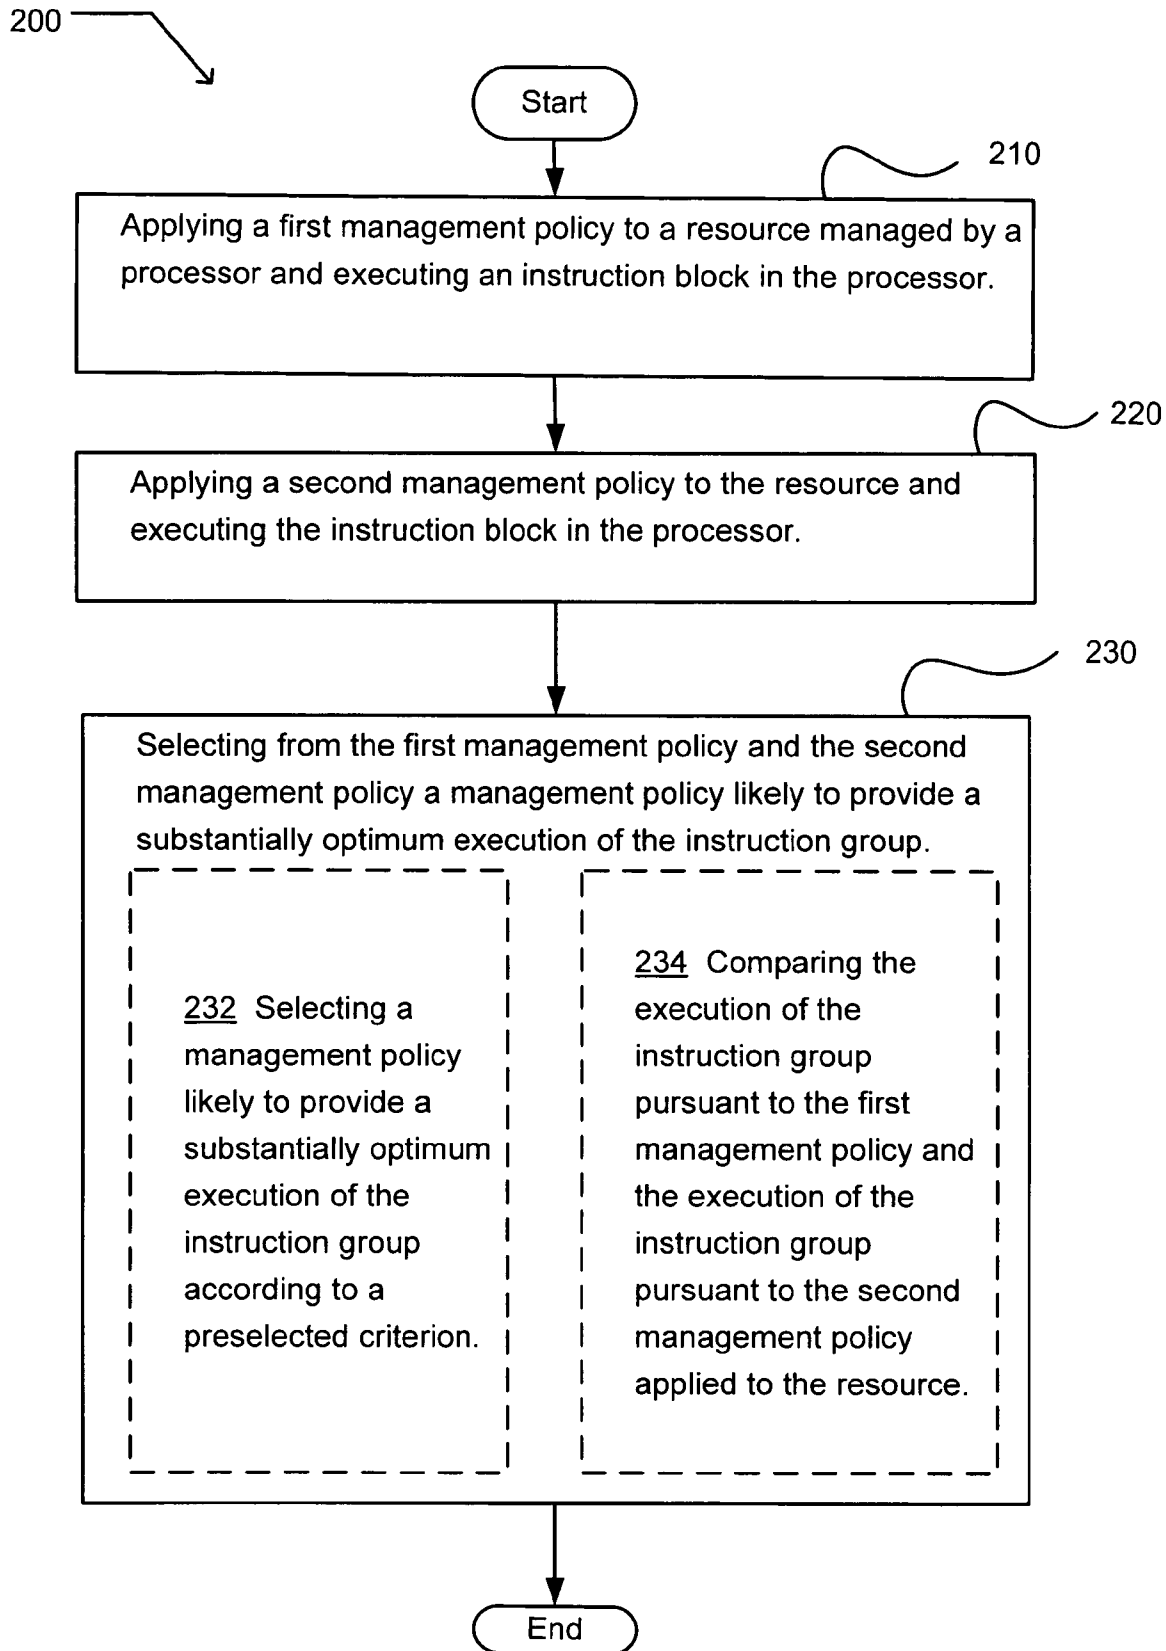 200
Start
210
Applying a first management policy to a resource managed by a
processor and executing an instruction block in the processor.
220
Applying a second management policy to the resource and
executing the instruction block in the processor.
230
Selecting from the first management policy and the second
management policy a management policy likely to provide a
substantially optimum execution of the instruction group.
232 Selecting a
management policy
likely to provide a
substantially optimum
execution of the
instruction group
according to a
preselected criterion.
234 Comparing the
execution of the
instruction group
pursuant to the first
management policy and
the execution of the
instruction group
pursuant to the second
management policy
applied to the resource.
End